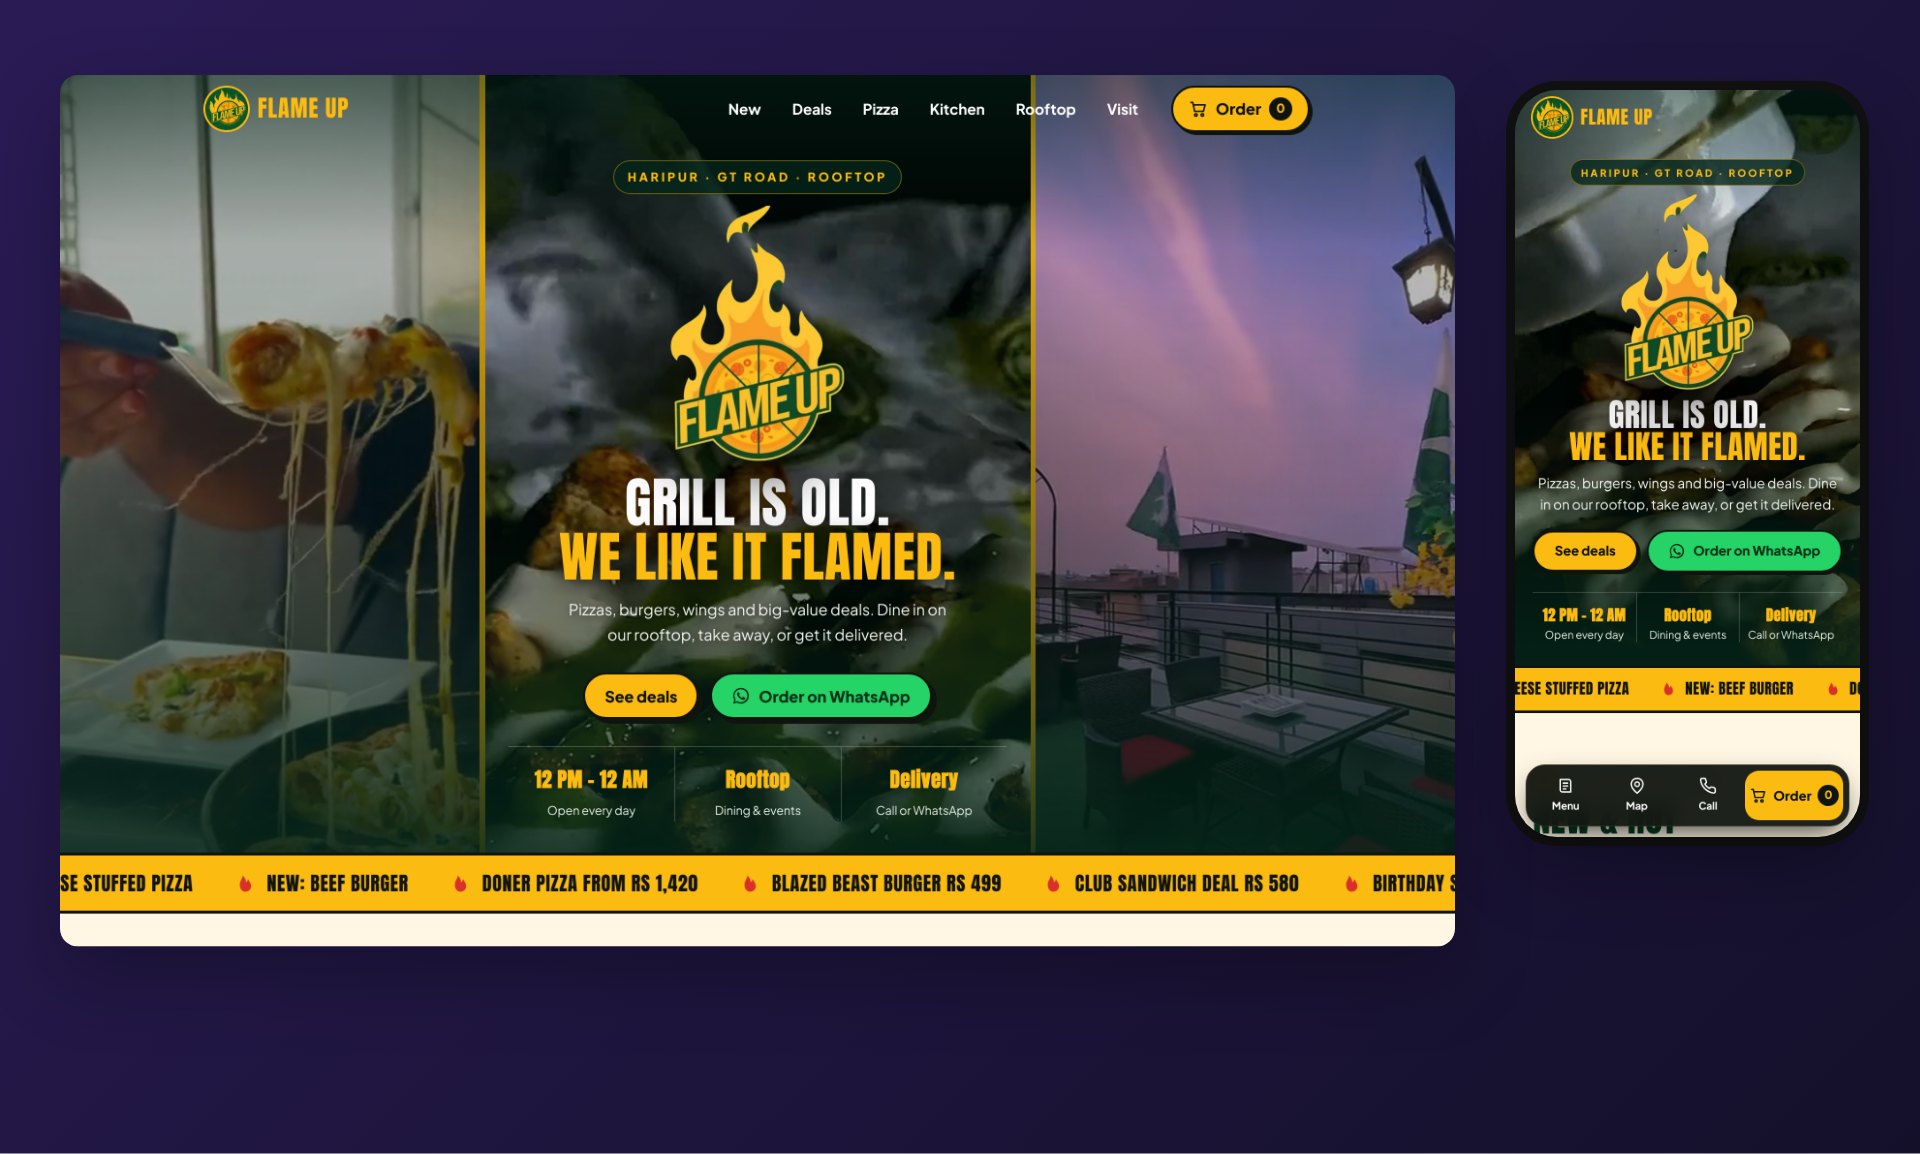 FLAME UP
New Deals Pizza Kitchen Rooftop Visit Order 0
HARIPUR · GT ROAD · ROOFTOP
FLAME UP
GRILL IS OLD.
WE LIKE IT FLAMED.
Pizzas, burgers, wings and big-value deals. Dine in on
our rooftop, take away, or get it delivered.
See deals Order on WhatsApp
12 PM - 12 AM Rooftop Delivery
Open every day Dining & events Call or WhatsApp
SE STUFFED PIZZA NEW: BEEF BURGER DONER PIZZA FROM RS 1,420 BLAZED BEAST BURGER RS 499 CLUB SANDWICH DEAL RS 580 BIRTHDAY S
FLAME UP
HARIPUR · GT ROAD · ROOFTOP
FLAME UP
GRILL IS OLD.
WE LIKE IT FLAMED.
Pizzas, burgers, wings and big-value deals. Dine
in on our rooftop, take away, or get it delivered.
See deals Order on WhatsApp
12 PM - 12 AM Rooftop Delivery
Open every day Dining & events Call or WhatsApp
EESE STUFFED PIZZA NEW: BEEF BURGER DO
Menu Map Call Order 0
NEW & HOT